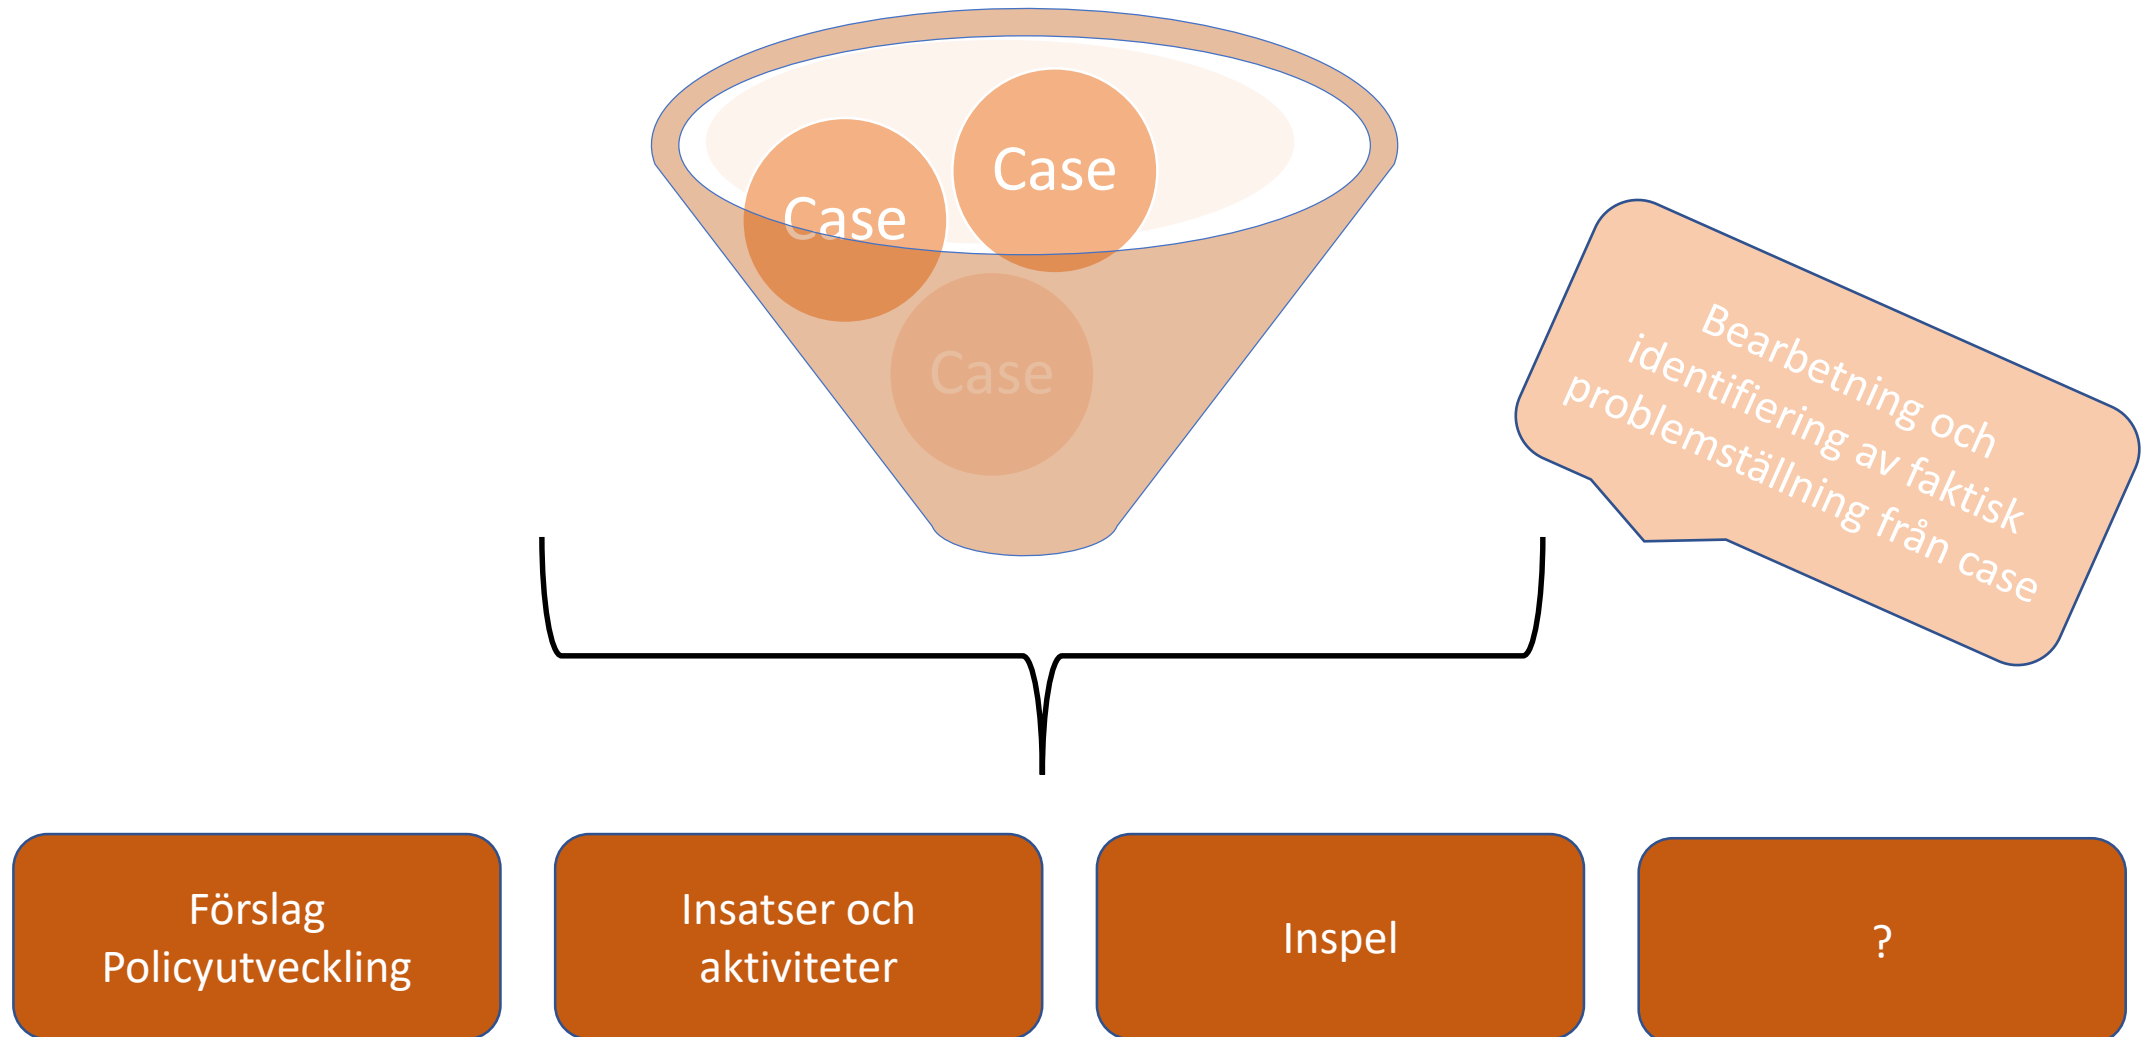 Case
Case
Case
Bearbetning och
identifiering av faktisk
problemställning från case
Förslag
Policyutveckling
Insatser och
aktiviteter
Inspel
?